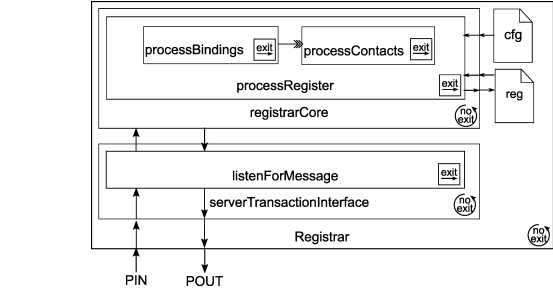 processBindings
exit
processContacts
exit
cfg
processRegister
exit
reg
registrarCore
no
exit
listenForMessage
exit
serverTransactionInterface
no
exit
Registrar
no
exit
PIN
POUT